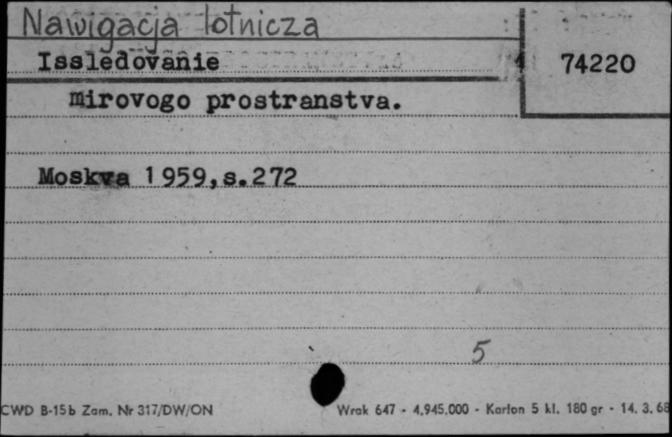 Nawigacja lotnicza
Issledovanie
74220
mirovogo prostranstva.
Moskva 1959,s.272
5
CWD B-15b Zam. Nr 317/DW/ON
Wrak 647 - 4.945.000 - Karton 5 kl. 180 gr - 14. 3. 68